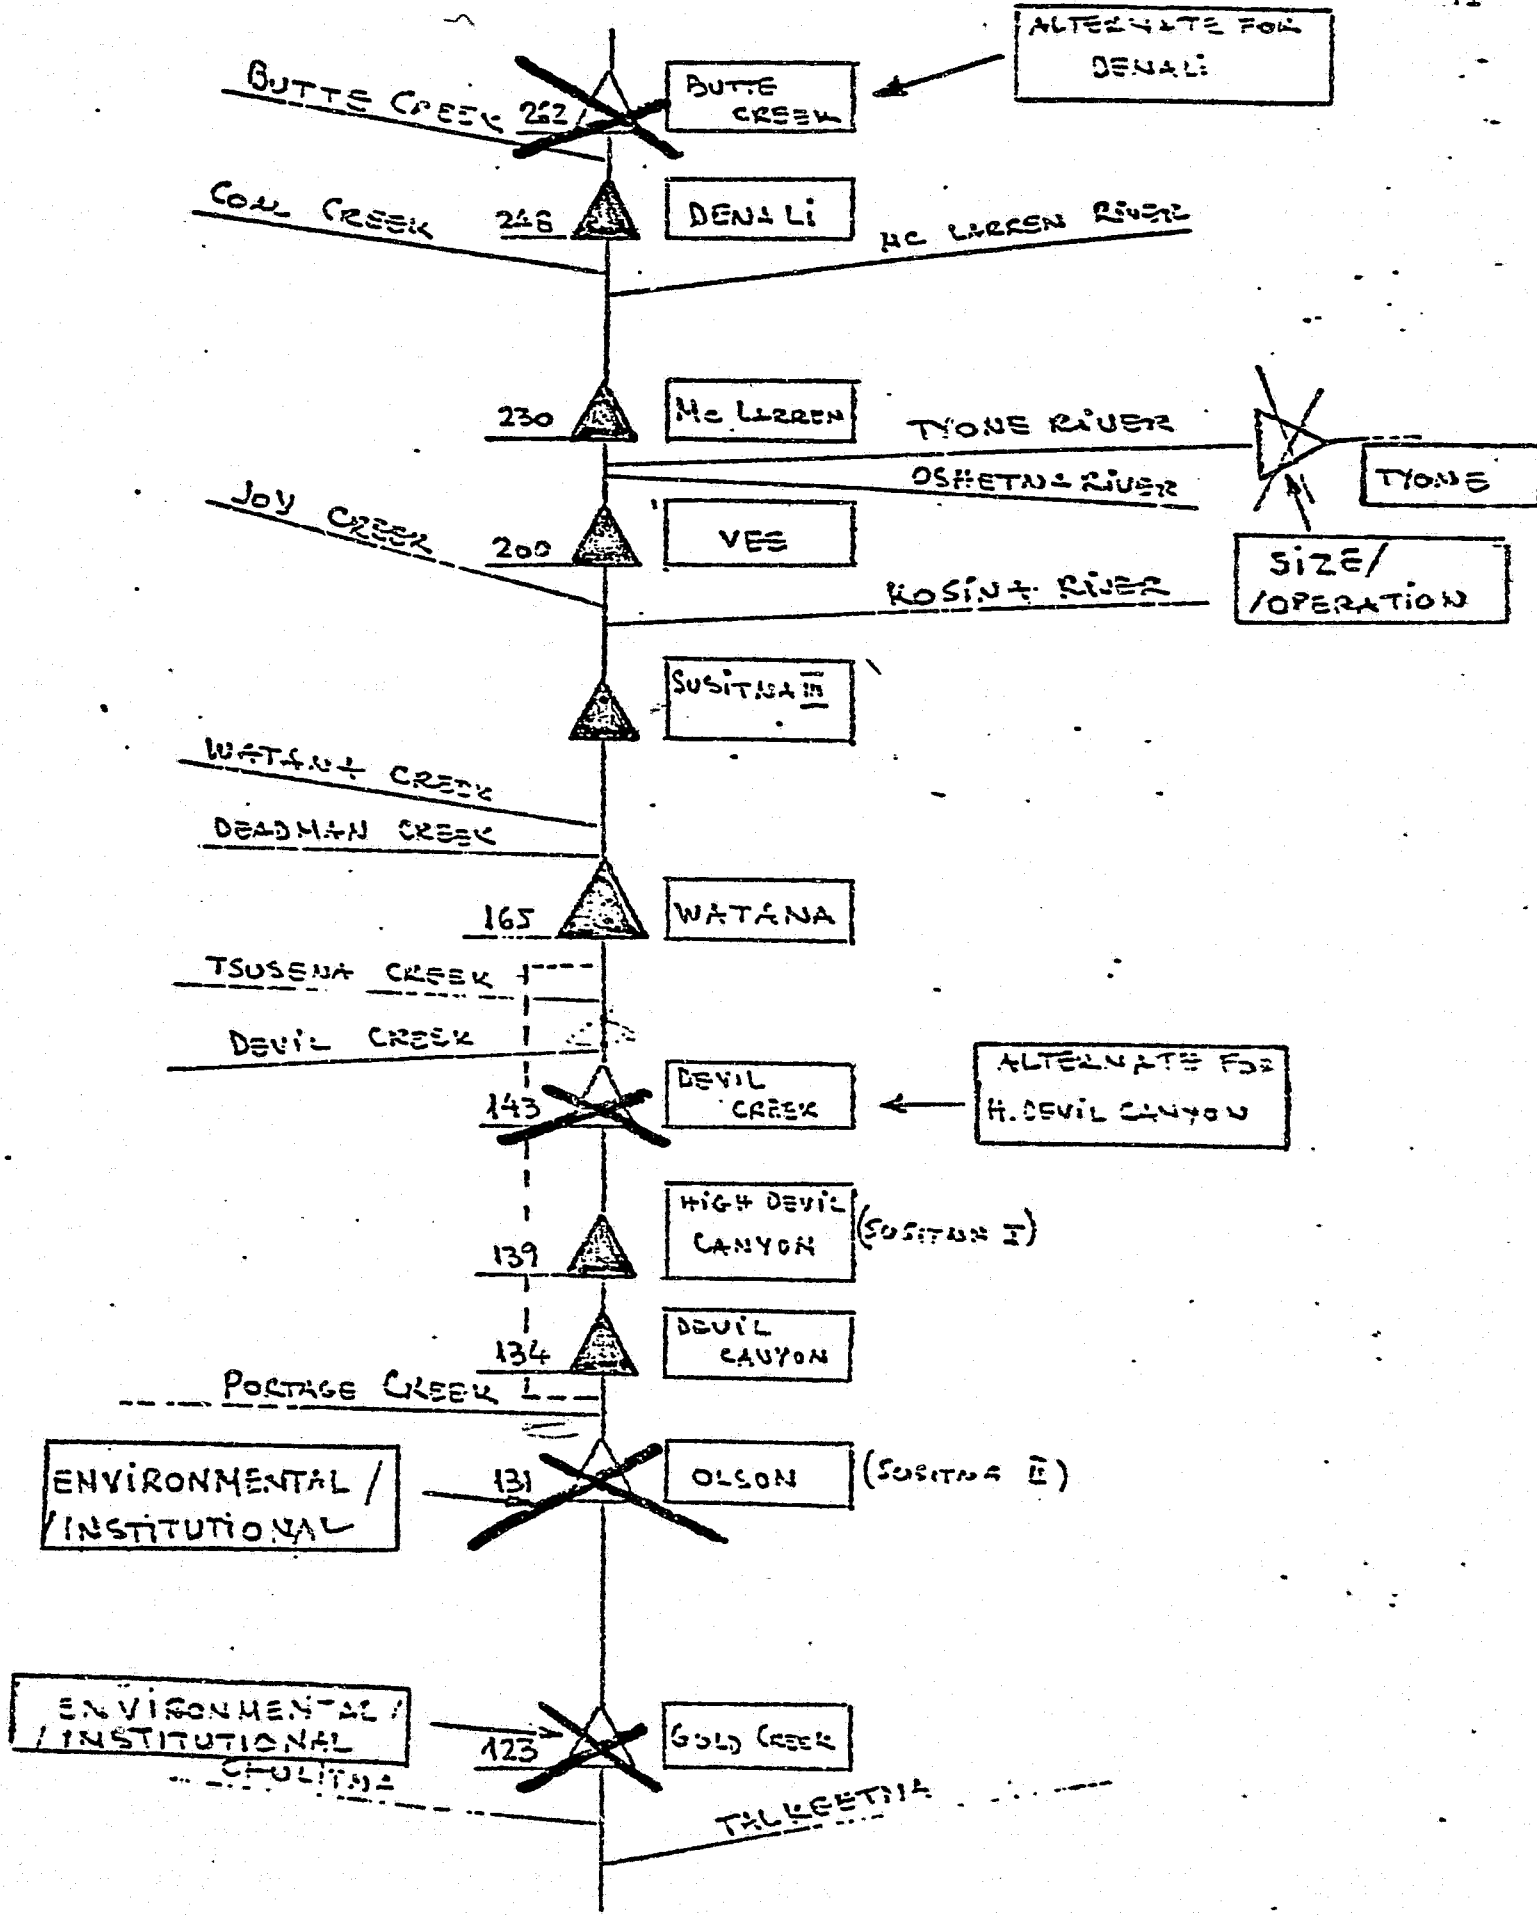 ALTERNATE FOR
DENALI
BUTTE CREEK
262
BUTTE
CREEK
COAL CREEK
248
DENALI
MC LARREN RIVER
230
Mc LARREN
TYONE RIVER
OSHETNA RIVER
TYONE
JOY CREEK
200
VEE
SIZE/
/OPERATION
KOSINA RIVER
SUSITNA III
WATANA CREEK
DEADMAN CREEK
165
WATANA
TSUSENA CREEK
DEVIL CREEK
143
DEVIL
CREEK
ALTERNATE FOR
H. DEVIL CANYON
139
HIGH DEVIL
CANYON
(SUSITNA I)
134
DEVIL
CANYON
PORTAGE CREEK
ENVIRONMENTAL/
/INSTITUTIONAL
131
OLSON
(SUSITNA II)
ENVIRONMENTAL/
/INSTITUTIONAL
123
GOLD CREEK
CHULITNA
TALKEETNA